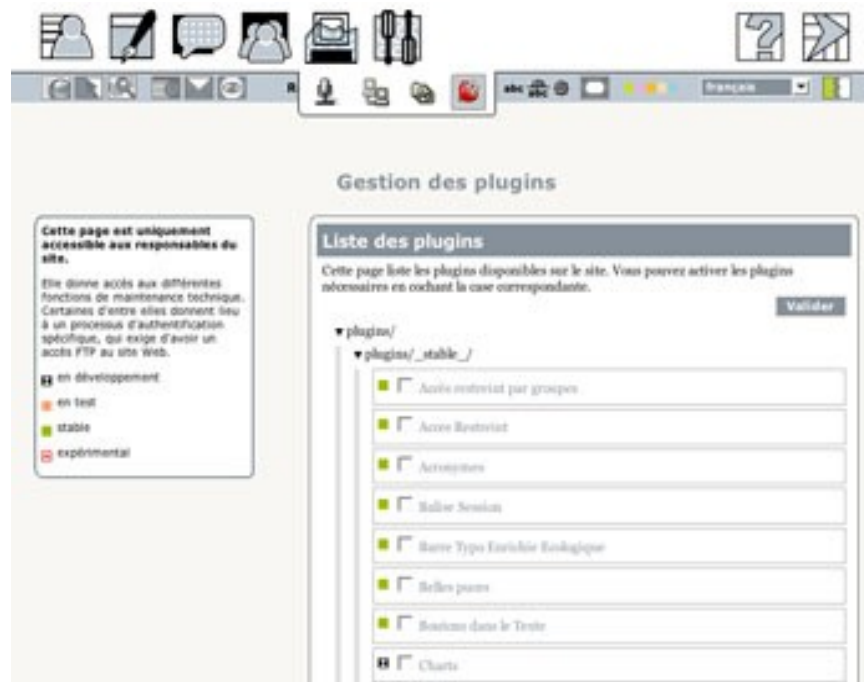 abc
abc
français
Gestion des plugins
Cette page est uniquement
accessible aux responsables du
site.
Elle donne accès aux différentes
fonctions de maintenance technique.
Certaines d'entre elles donnent lieu
à un processus d'authentification
spécifique, qui exige d'avoir un
accès FTP au site Web.
en développement
en test
stable
expérimental
Liste des plugins
Cette page liste les plugins disponibles sur le site. Vous pouvez activer les plugins
nécessaires en cochant la case correspondante.
Valider
plugins/
plugins/_stable_/
Accès restreint par groupes
Acces Restreint
Acronymes
Balise Session
Barre Typo Enrichie Ecologique
Belles puces
Boutons dans le Texte
Charts